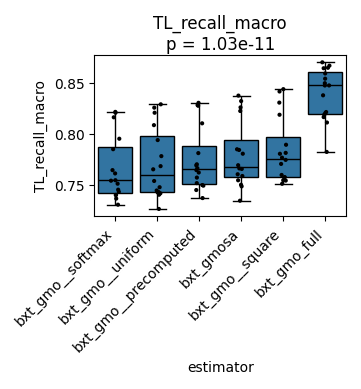 TL_recall_macro
p = 1.03e-11
TL_recall_macro
0.85
0.80
0.75
bxt_gmo__softmax
bxt_gmo__uniform
bxt_gmo__precomputed
bxt_gmosa
bxt_gmo__square
bxt_gmo_full
estimator